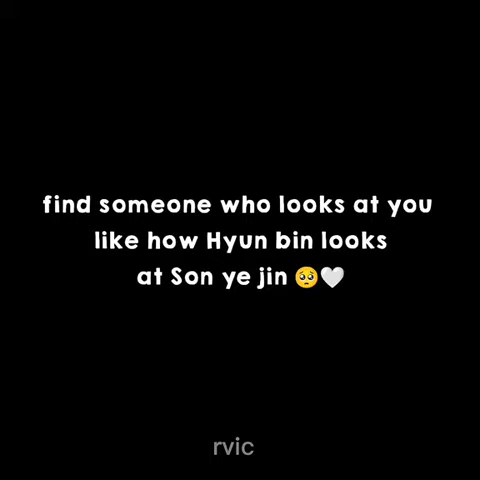 find someone who looks at you
like how Hyun bin looks
at Son ye jin 🥺🤍
rvic